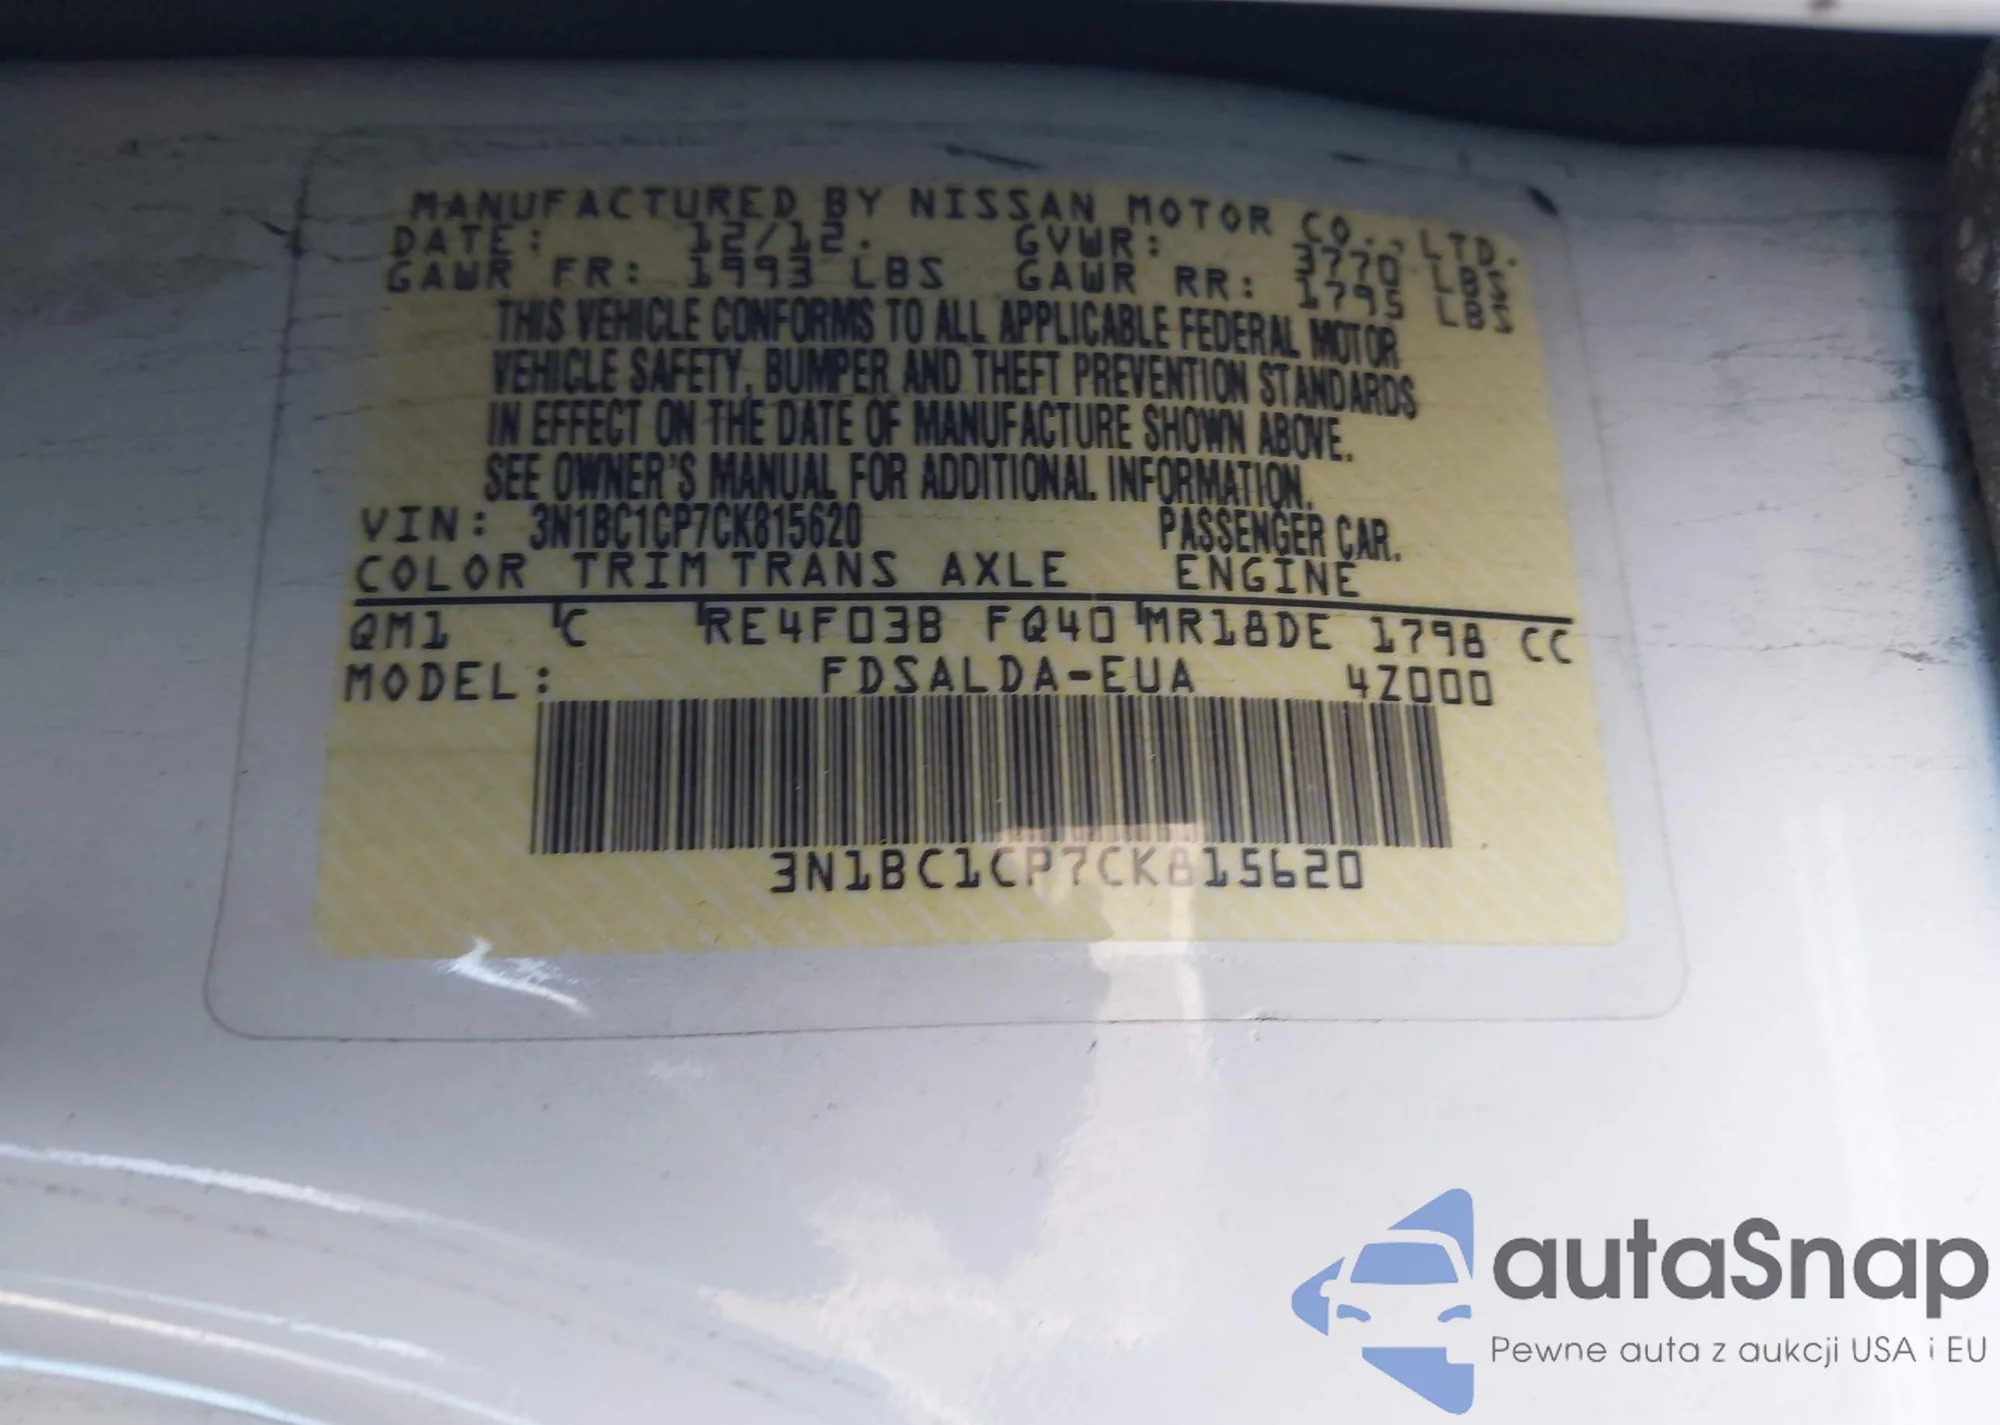 MANUFACTURED BY NISSAN MOTOR CO., LTD.
DATE: 12/12. GVWR: 3770 LBS
GAWR FR: 1993 LBS GAWR RR: 1795 LBS
THIS VEHICLE CONFORMS TO ALL APPLICABLE FEDERAL MOTOR
VEHICLE SAFETY, BUMPER AND THEFT PREVENTION STANDARDS
IN EFFECT ON THE DATE OF MANUFACTURE SHOWN ABOVE.
SEE OWNER'S MANUAL FOR ADDITIONAL INFORMATION.
VIN: 3N1BC1CP7CK815620 PASSENGER CAR.
COLOR TRIM TRANS AXLE ENGINE
QM1 C RE4F03B FQ40 MR18DE 1798 CC
MODEL: FDSALDA-EUA 4Z000
3N1BC1CP7CK815620
autaSnap
Pewne auta z aukcji USA i EU